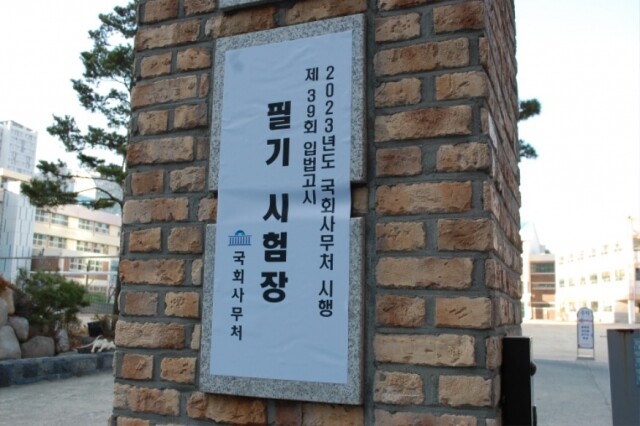 2023년도 국회사무처 시행
제 39회 입법고시
필기 시험장
국회사무처